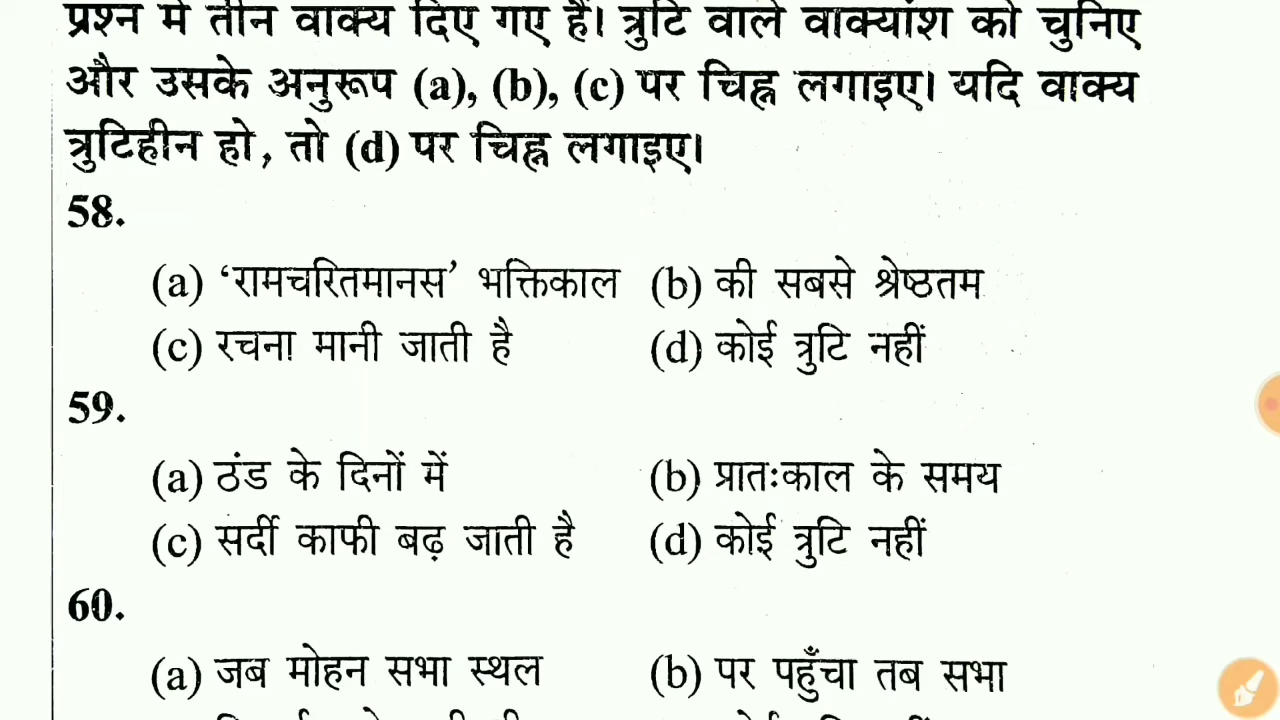 प्रश्न में तीन वाक्य दिए गए हैं। त्रुटि वाले वाक्यांश को चुनिए
और उसके अनुरूप (a), (b), (c) पर चिह्न लगाइए। यदि वाक्य
त्रुटिहीन हो, तो (d) पर चिह्न लगाइए।
58.
(a) ‘रामचरितमानस’ भक्तिकाल (b) की सबसे श्रेष्ठतम
(c) रचना मानी जाती है (d) कोई त्रुटि नहीं
59.
(a) ठंड के दिनों में (b) प्रातःकाल के समय
(c) सर्दी काफी बढ़ जाती है (d) कोई त्रुटि नहीं
60.
(a) जब मोहन सभा स्थल (b) पर पहुँचा तब सभा